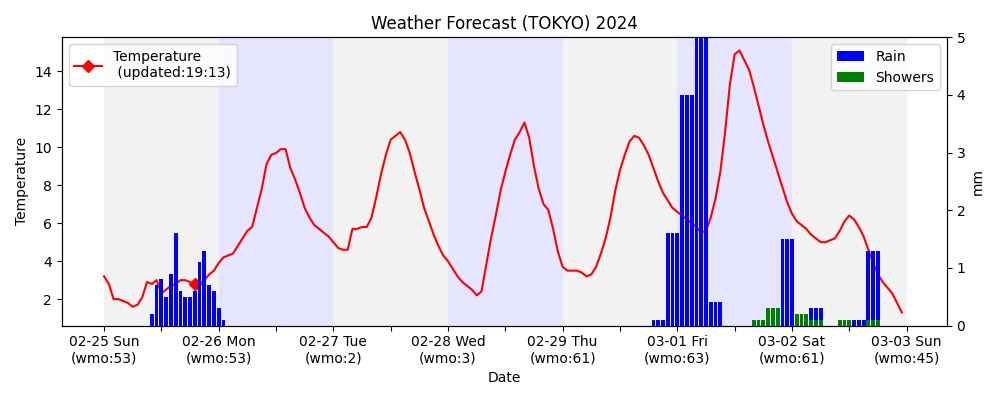 Weather Forecast (TOKYO) 2024
Temperature
(updated:19:13)
Rain
Showers
Temperature
14
12
10
8
6
4
2
5
4
3
2
1
0
mm
02-25 Sun
(wmo:53)
02-26 Mon
(wmo:53)
02-27 Tue
(wmo:2)
02-28 Wed
(wmo:3)
02-29 Thu
(wmo:61)
03-01 Fri
(wmo:63)
03-02 Sat
(wmo:61)
03-03 Sun
(wmo:45)
Date